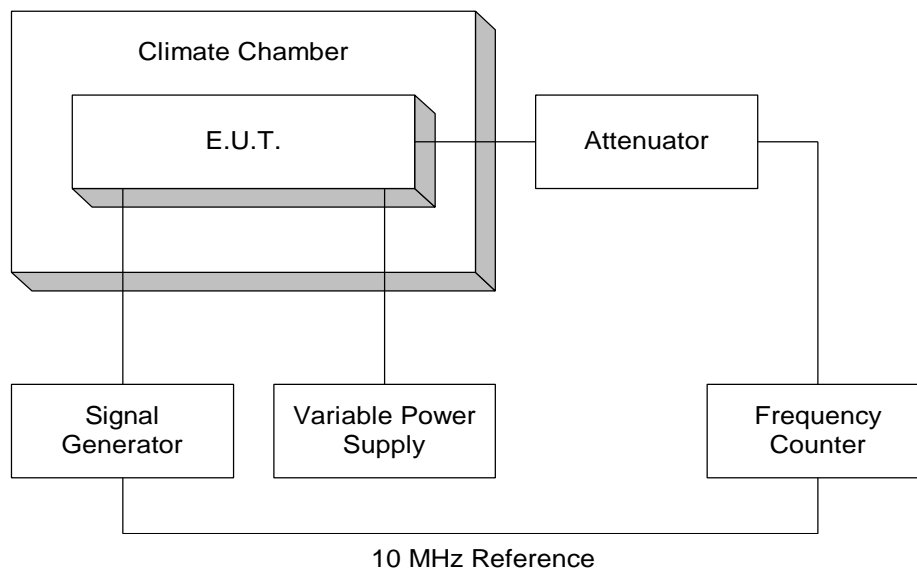 Climate Chamber
E.U.T.
Attenuator
Signal
Generator
Variable Power
Supply
Frequency
Counter
10 MHz Reference